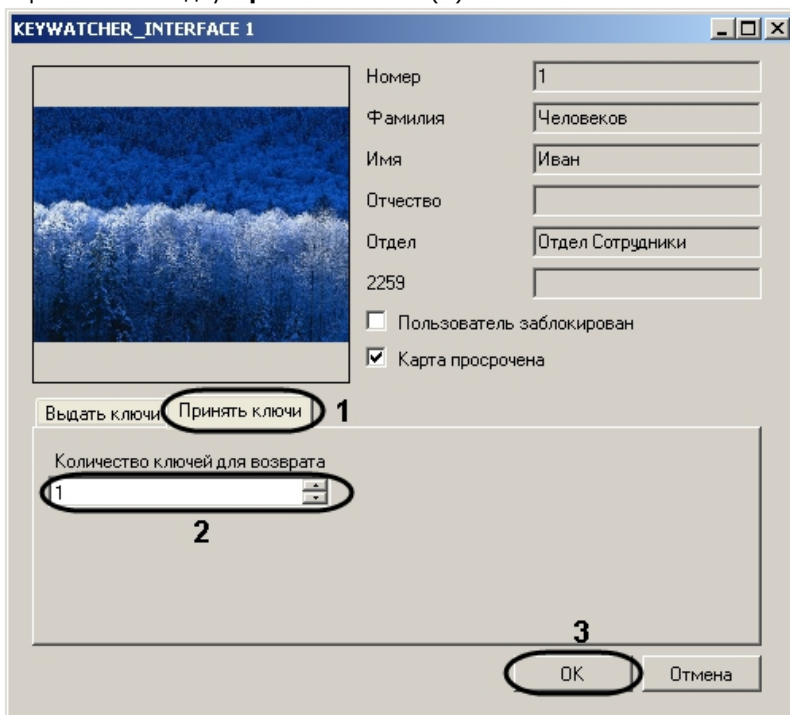 KEYWATCHER_INTERFACE 1
Номер 1
Фамилия Человеков
Имя Иван
Отчество
Отдел Отдел Сотрудники
2259
Пользователь заблокирован
Карта просрочена
Выдать ключи Принять ключи 1
Количество ключей для возврата
1
2
3
OK Отмена